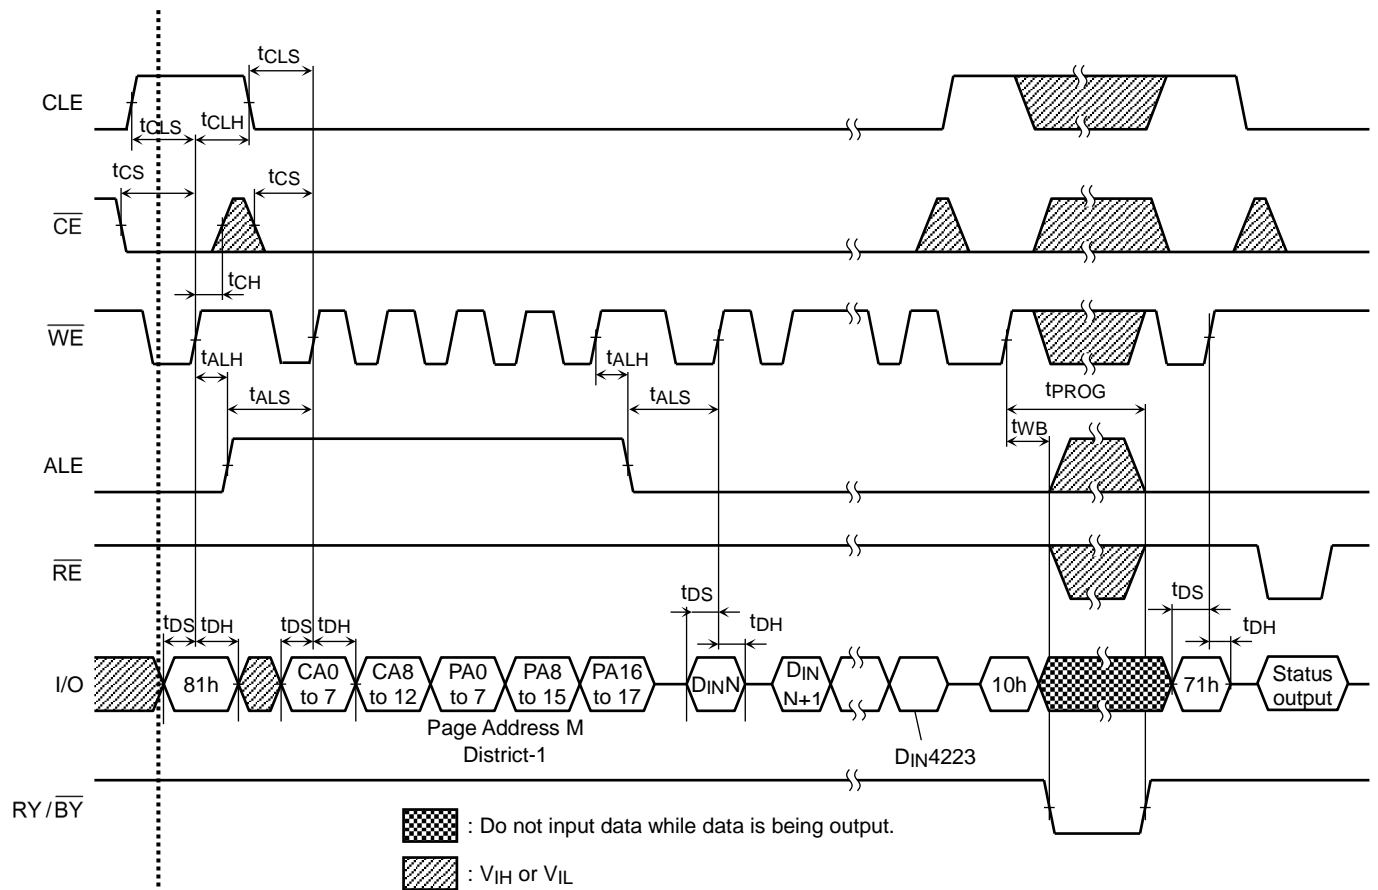 tCLS
CLE
tCLS tCLH
tCS tCS
CE
tCH
WE
tALH tALH
tALS tALS tPROG
tWB
ALE
RE
tDS tDH tDS tDH tDS tDH tDS tDH
I/O 81h CA0 to 7 CA8 to 12 PA0 to 7 PA8 to 15 PA16 to 17 DINN DIN N+1 10h 71h Status output
Page Address M
District-1
DIN4223
RY/BY
: Do not input data while data is being output.
: VIH or VIL